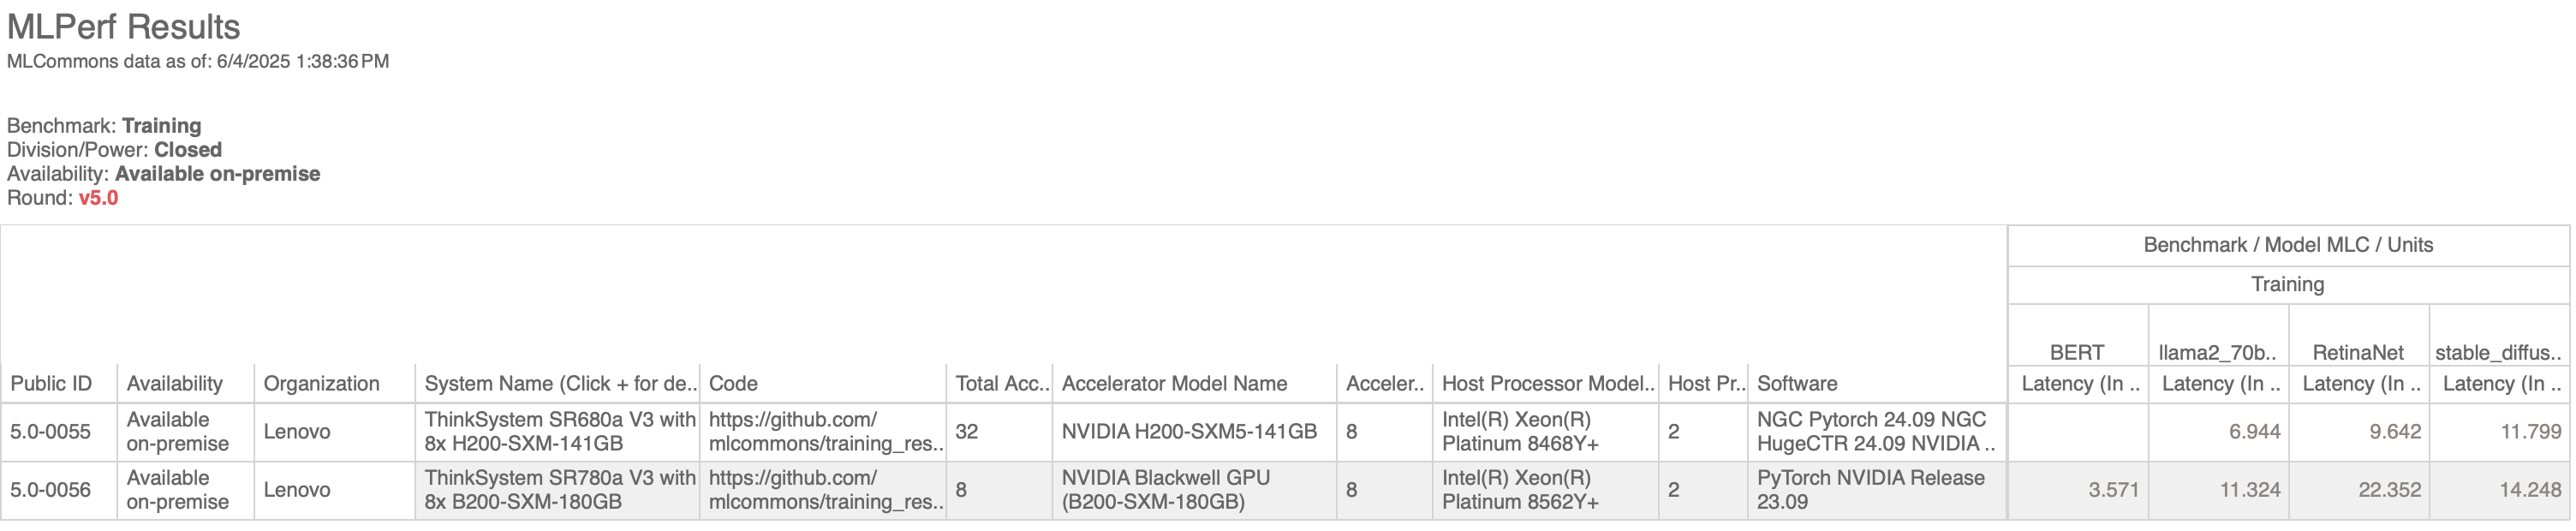 MLPerf Results
MLCommons data as of: 6/4/2025 1:38:36 PM
Benchmark: Training
Division/Power: Closed
Availability: Available on-premise
Round: v5.0
Benchmark / Model MLC / Units
Training
BERT llama2_70b.. RetinaNet stable_diffus..
Public ID Availability Organization System Name (Click + for de.. Code Total Acc.. Accelerator Model Name Acceler.. Host Processor Model.. Host Pr.. Software Latency (In .. Latency (In .. Latency (In .. Latency (In ..
5.0-0055 Available on-premise Lenovo ThinkSystem SR680a V3 with 8x H200-SXM-141GB https://github.com/mlcommons/training_res.. 32 NVIDIA H200-SXM5-141GB 8 Intel(R) Xeon(R) Platinum 8468Y+ 2 NGC Pytorch 24.09 NGC HugeCTR 24.09 NVIDIA .. 6.944 9.642 11.799
5.0-0056 Available on-premise Lenovo ThinkSystem SR780a V3 with 8x B200-SXM-180GB https://github.com/mlcommons/training_res.. 8 NVIDIA Blackwell GPU (B200-SXM-180GB) 8 Intel(R) Xeon(R) Platinum 8562Y+ 2 PyTorch NVIDIA Release 23.09 3.571 11.324 22.352 14.248